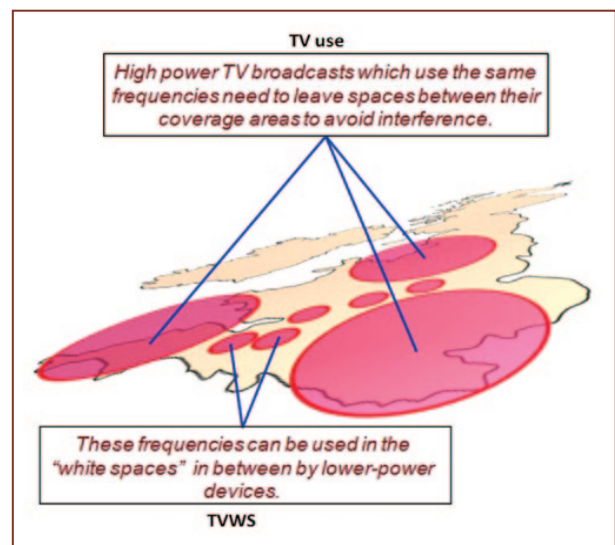 TV use
High power TV broadcasts which use the same
frequencies need to leave spaces between their
coverage areas to avoid interference.
These frequencies can be used in the
“white spaces” in between by lower-power
devices.
TVWS